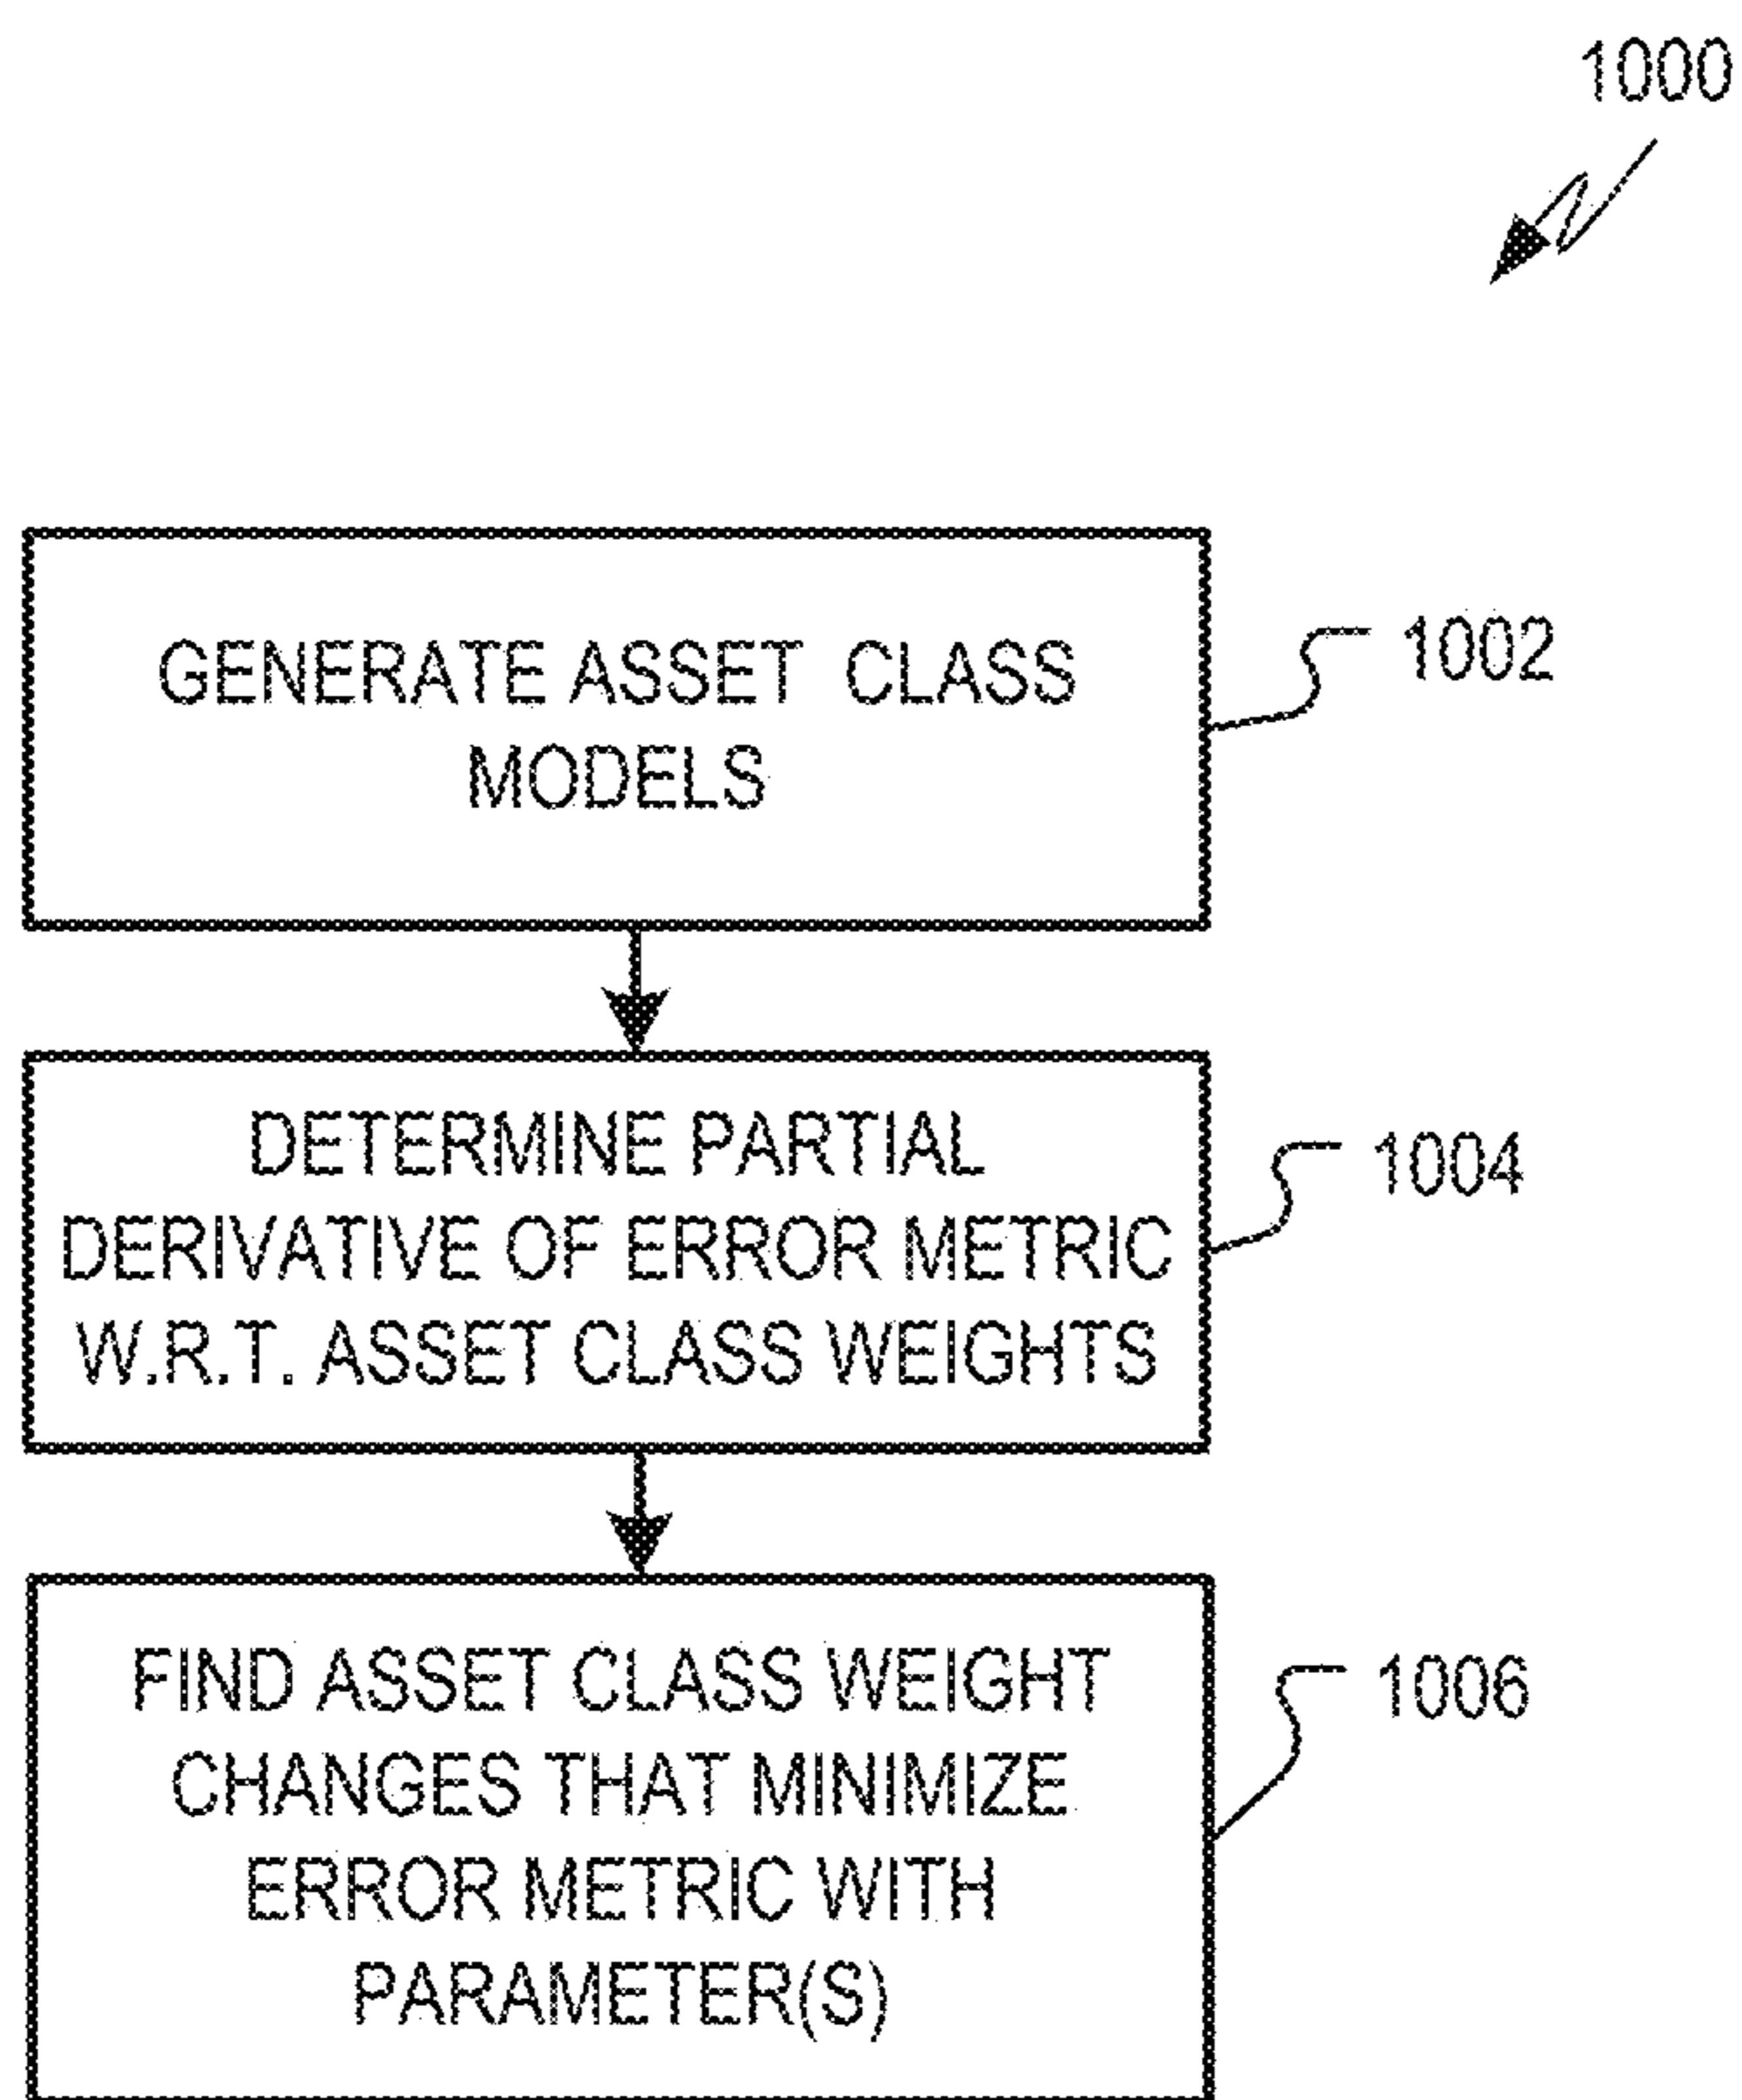 1000
GENERATE ASSET CLASS
MODELS
1002
DETERMINE PARTIAL
DERIVATIVE OF ERROR METRIC
W.R.T. ASSET CLASS WEIGHTS
1004
FIND ASSET CLASS WEIGHT
CHANGES THAT MINIMIZE
ERROR METRIC WITH
PARAMETER(S)
1006